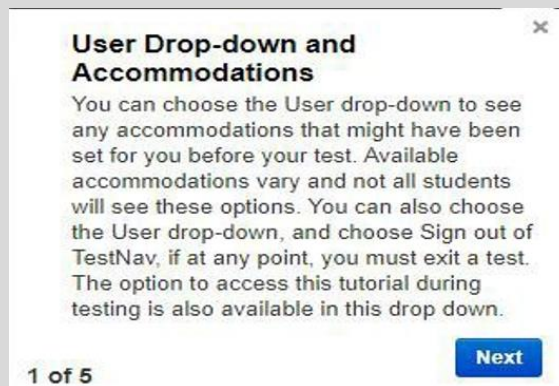 ×
User Drop-down and
Accommodations
You can choose the User drop-down to see
any accommodations that might have been
set for you before your test. Available
accommodations vary and not all students
will see these options. You can also choose
the User drop-down, and choose Sign out of
TestNav, if at any point, you must exit a test.
The option to access this tutorial during
testing is also available in this drop down.
Next
1 of 5